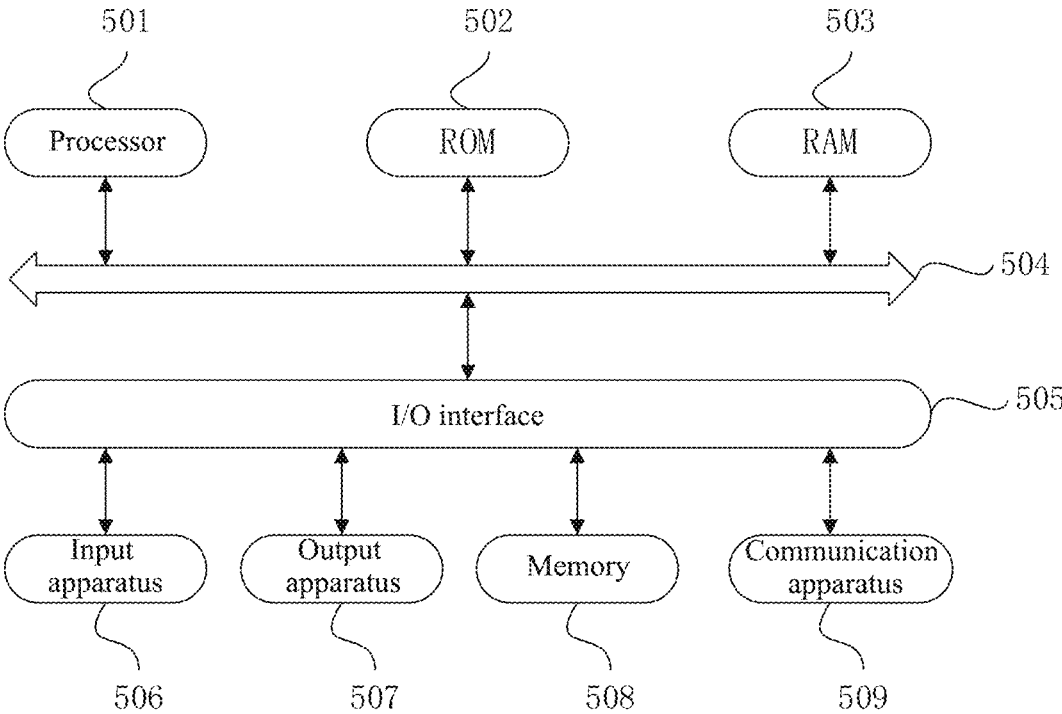 501
502
503
Processor
ROM
RAM
504
I/O interface
505
Input
apparatus
Output
apparatus
Memory
Communication
apparatus
506
507
508
509